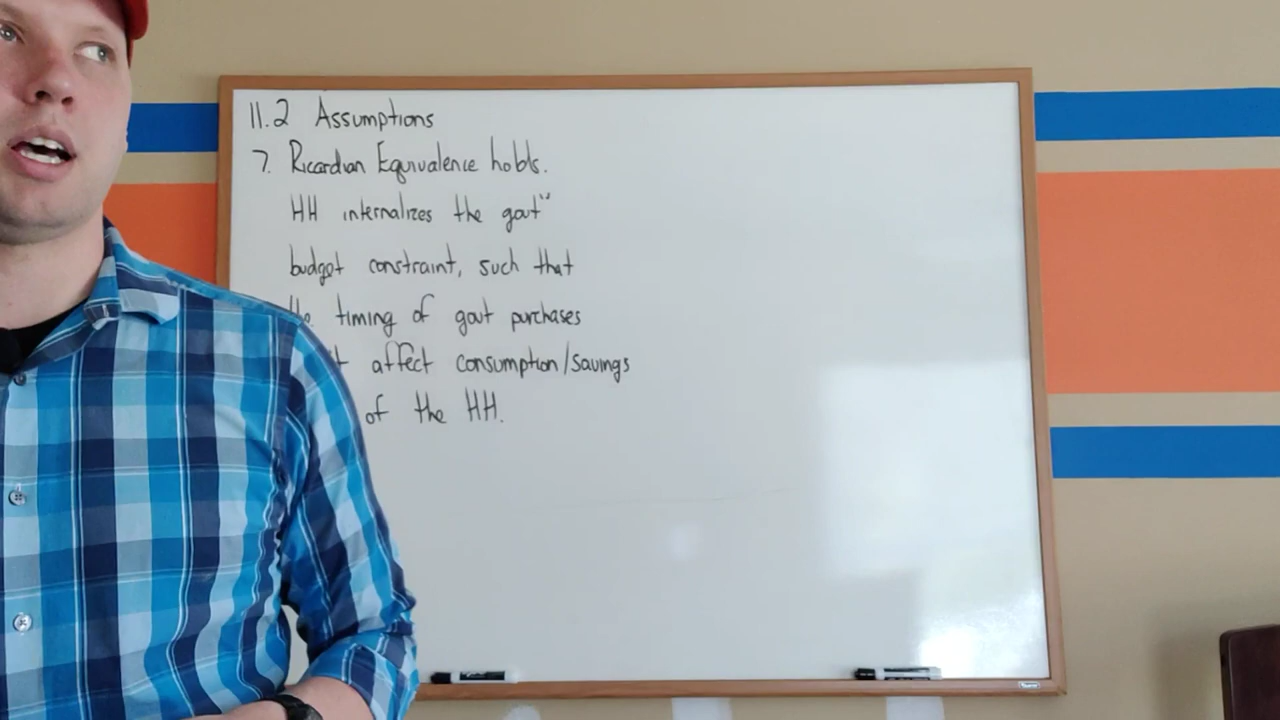 11.2 Assumptions
7. Ricardian Equivalence holds.
HH internalizes the govt's
budget constraint, such that
timing of govt purchases
affect consumption/savings
of the HH.